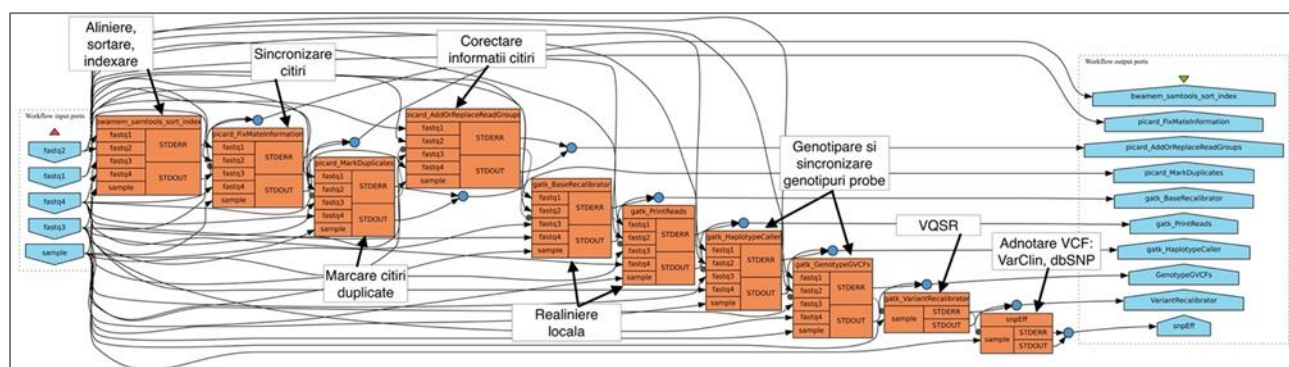 Aliniere,
sortare,
indexare
Sincronizare
citiri
Corectare
informatii citiri
Workflow input ports
fastq2
fastq1
fastq4
fastq3
sample
bwamem_samtools_sort_index
fastq1
fastq2
fastq3
fastq4
sample
STDERR
STDOUT
picard_FixMateInformation
fastq1
fastq2
fastq3
fastq4
sample
STDERR
STDOUT
picard_MarkDuplicates
fastq1
fastq2
fastq3
fastq4
sample
STDERR
STDOUT
Marcare citiri
duplicate
picard_AddOrReplaceReadGroups
fastq1
fastq2
fastq3
fastq4
sample
STDERR
STDOUT
gatk_BaseRecalibrator
fastq1
fastq2
fastq3
fastq4
sample
STDERR
STDOUT
gatk_PrintReads
fastq1
fastq2
fastq3
fastq4
sample
STDERR
STDOUT
Realiniere
locala
Genotipare si
sincronizare
genotipuri probe
gatk_HaplotypeCaller
fastq1
fastq2
fastq3
fastq4
sample
STDERR
STDOUT
gatk_GenotypeGVCFs
fastq1
fastq2
fastq3
fastq4
sample
STDERR
STDOUT
VQSR
gatk_VariantRecalibrator
sample
STDERR
STDOUT
Adnotare VCF:
VarClin, dbSNP
snpEff
sample
STDERR
STDOUT
Workflow output ports
bwamem_samtools_sort_index
picard_FixMateInformation
picard_AddOrReplaceReadGroups
picard_MarkDuplicates
gatk_BaseRecalibrator
gatk_PrintReads
gatk_HaplotypeCaller
GenotypeGVCFs
VariantRecalibrator
snpEff